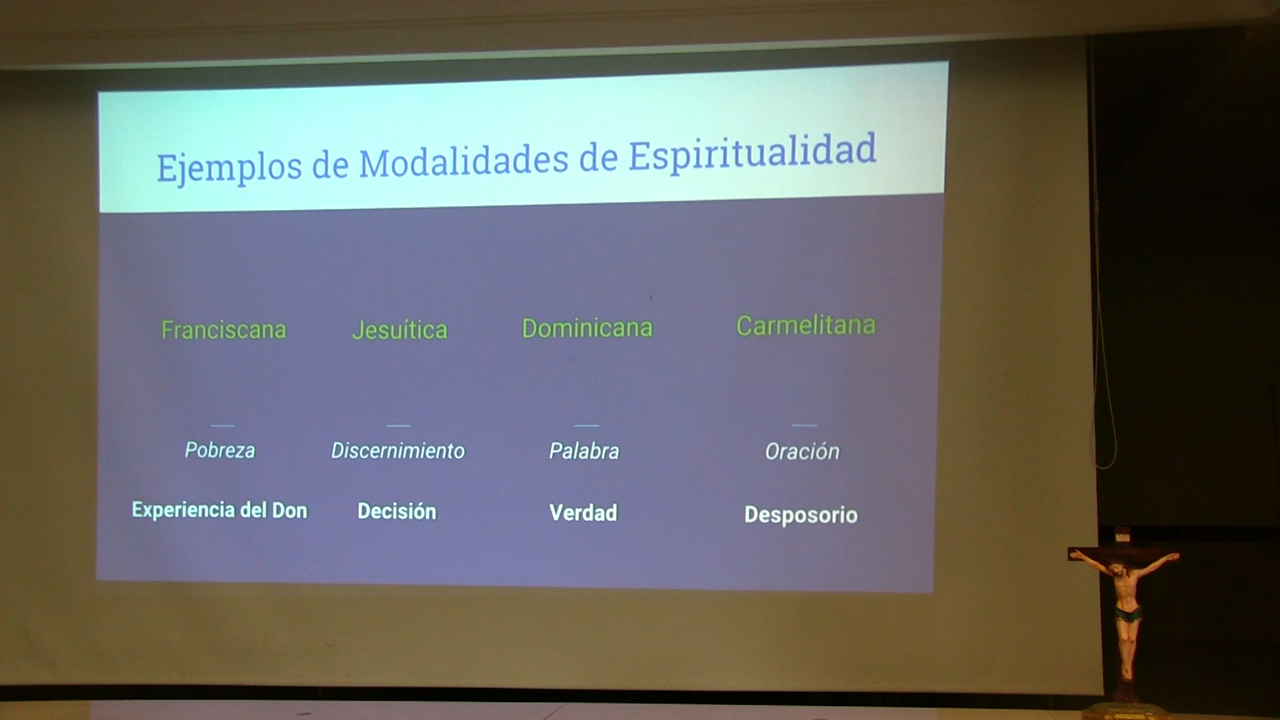 Ejemplos de Modalidades de Espiritualidad
Franciscana Jesuítica Dominicana Carmelitana
Pobreza Discernimiento Palabra Oración
Experiencia del Don Decisión Verdad Desposorio